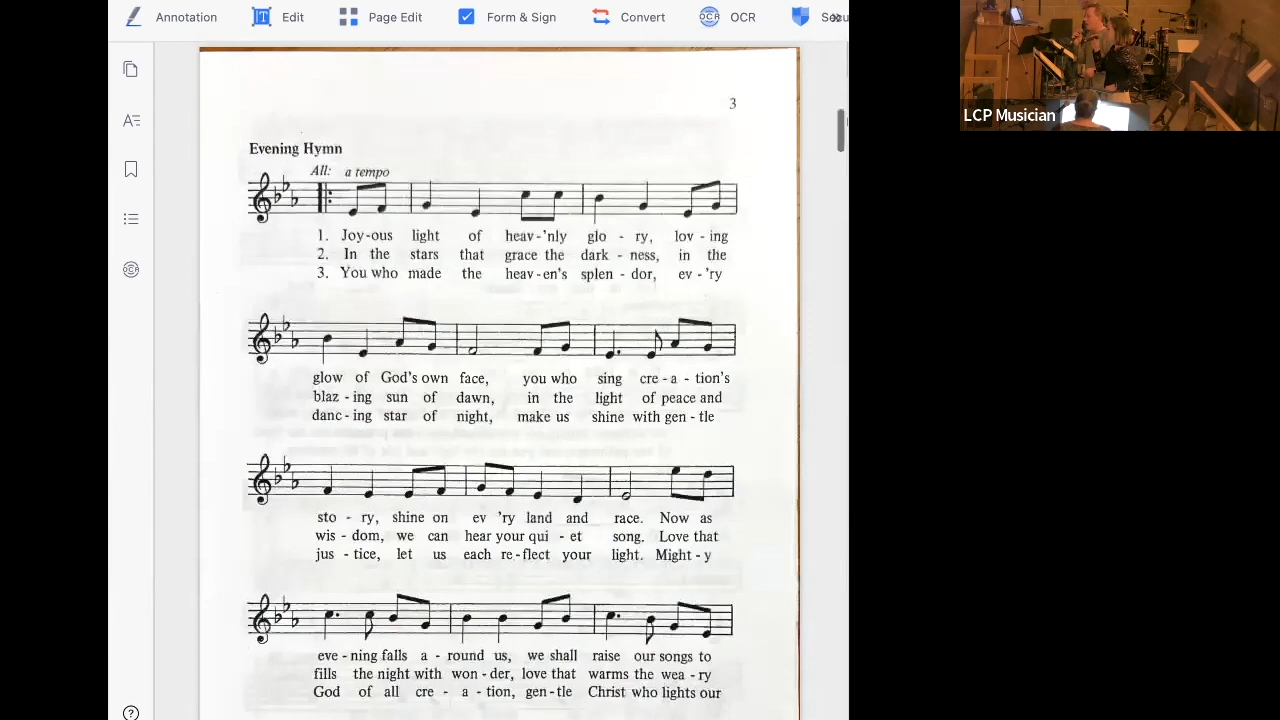 Annotation Edit Page Edit Form & Sign Convert OCR OCR
LCP Musician
3
Evening Hymn
All: a tempo
1. Joy-ous light of heav-'nly glo - ry, lov - ing
2. In the stars that grace the dark - ness, in the
3. You who made the heav-en's splen - dor, ev - 'ry
glow of God's own face, you who sing cre - a - tion's
blaz - ing sun of dawn, in the light of peace and
danc - ing star of night, make us shine with gen - tle
sto - ry, shine on ev 'ry land and race. Now as
wis - dom, we can hear your qui - et song. Love that
jus - tice, let us each re - flect your light. Might - y
eve - ning falls a - round us, we shall raise our songs to
fills the night with won - der, love that warms the wea - ry
God of all cre - a - tion, gen - tle Christ who lights our